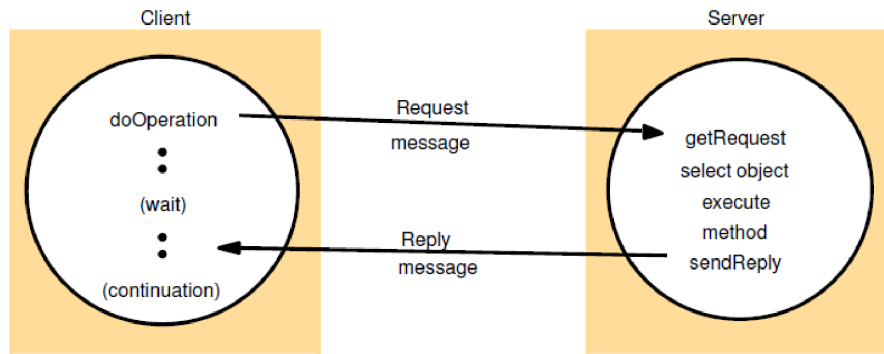 Client
Server
doOperation
(wait)
(continuation)
Request
message
Reply
message
getRequest
select object
execute
method
sendReply